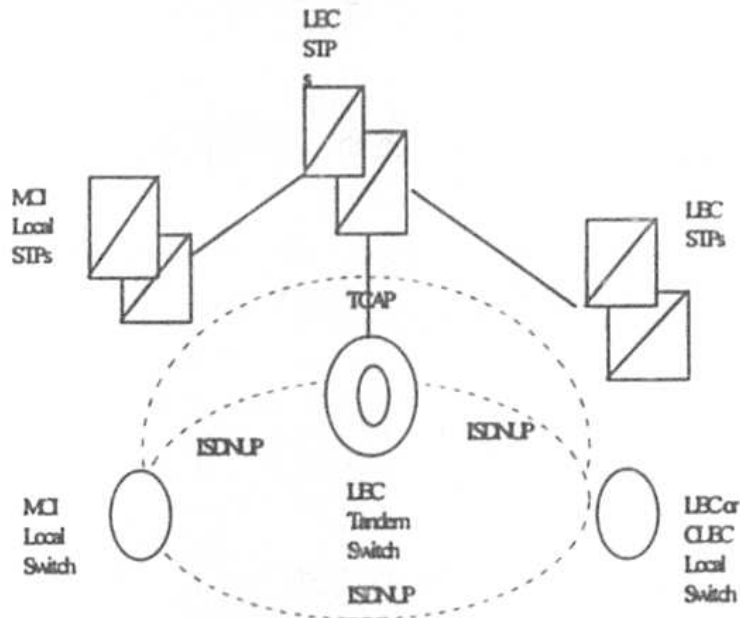 LEC
STP
s
MCI
Local
STPs
LEC
STPs
TCAP
ISDNUP
ISDNUP
MCI
Local
Switch
LEC
Tandem
Switch
LEC or
CLEC
Local
Switch
ISDNUP